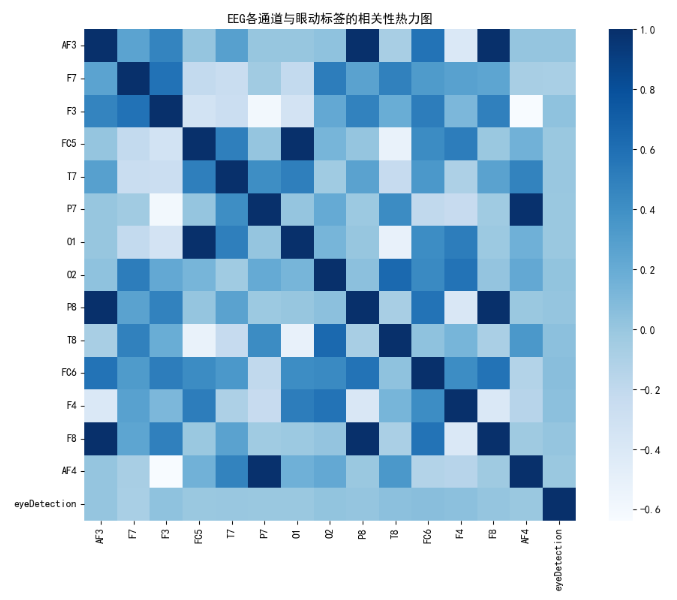 EEG各通道与眼动标签的相关性热力图
AF3
F7
F3
FC5
T7
P7
O1
O2
P8
T8
FC6
F4
F8
AF4
eyeDetection
AF3
F7
F3
FC5
T7
P7
O1
O2
P8
T8
FC6
F4
F8
AF4
eyeDetection
1.0
0.8
0.6
0.4
0.2
0.0
−0.2
−0.4
−0.6